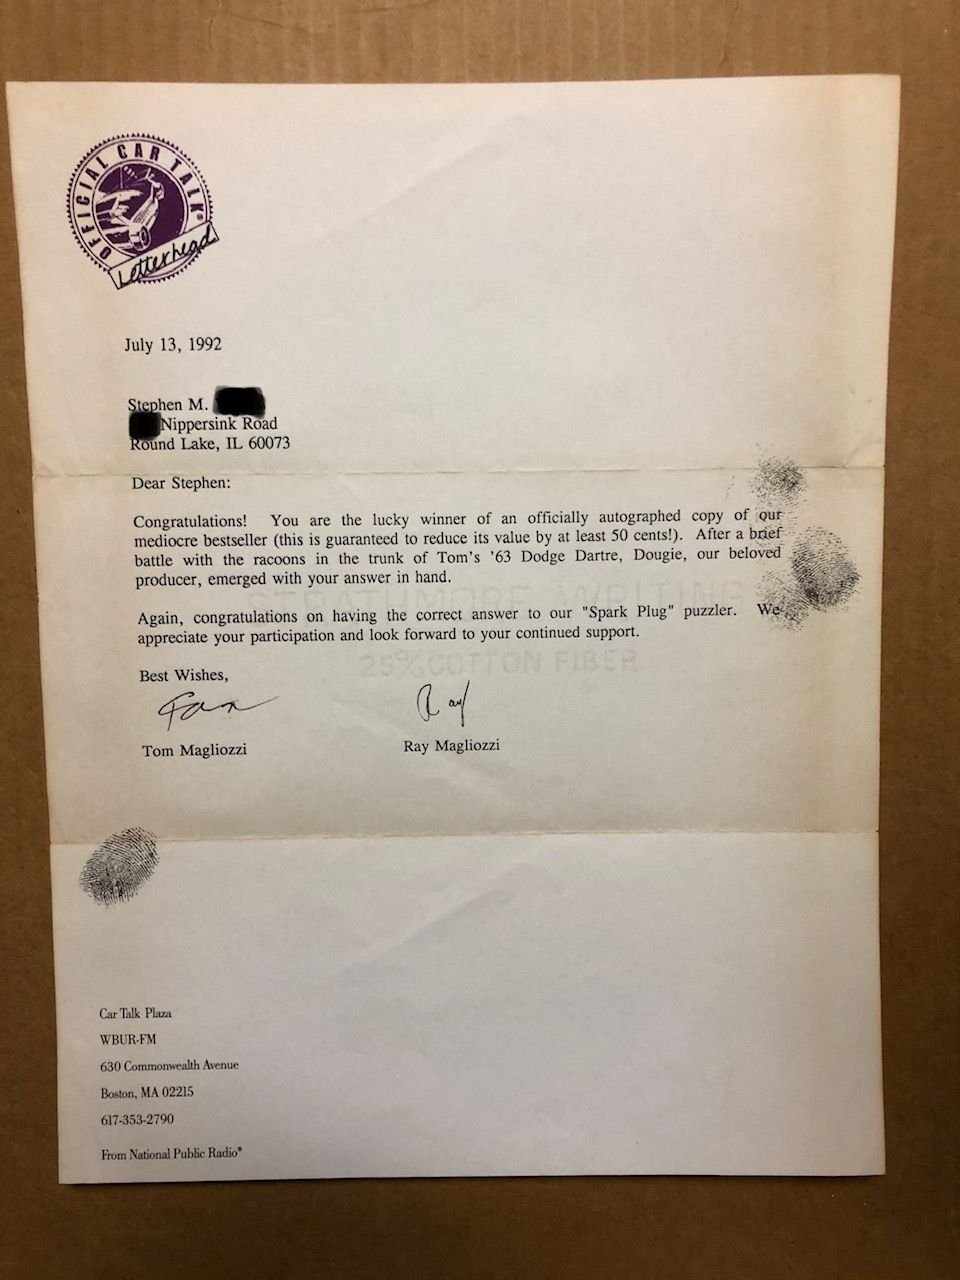 OFFICIAL CAR TALK®
Letterhead
July 13, 1992
Stephen M.
Nippersink Road
Round Lake, IL 60073
Dear Stephen:
Congratulations! You are the lucky winner of an officially autographed copy of our
mediocre bestseller (this is guaranteed to reduce its value by at least 50 cents!). After a brief
battle with the racoons in the trunk of Tom's '63 Dodge Dartre, Dougie, our beloved
producer, emerged with your answer in hand.
STRATHMORE WRITING
Again, congratulations on having the correct answer to our "Spark Plug" puzzler. We
appreciate your participation and look forward to your continued support.
25% COTTON FIBER
Best Wishes,
Tom Ray
Tom Magliozzi Ray Magliozzi
Car Talk Plaza
WBUR-FM
630 Commonwealth Avenue
Boston, MA 02215
617-353-2790
From National Public Radio®